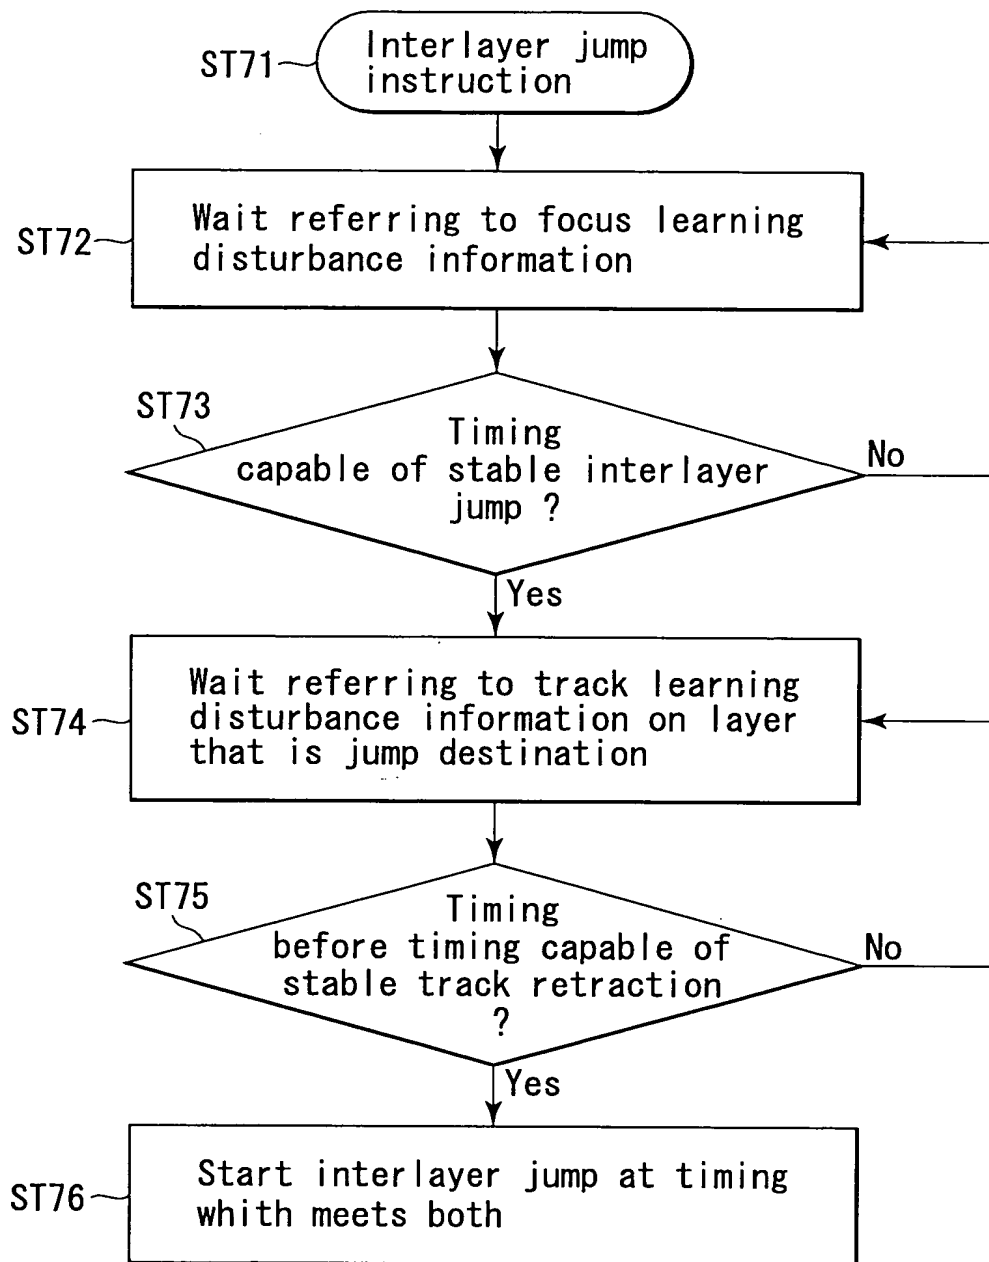 ST71
Interlayer jump
instruction
ST72
Wait referring to focus learning
disturbance information
ST73
Timing
capable of stable interlayer
jump ?
No
Yes
ST74
Wait referring to track learning
disturbance information on layer
that is jump destination
ST75
Timing
before timing capable of
stable track retraction
?
No
Yes
ST76
Start interlayer jump at timing
whith meets both